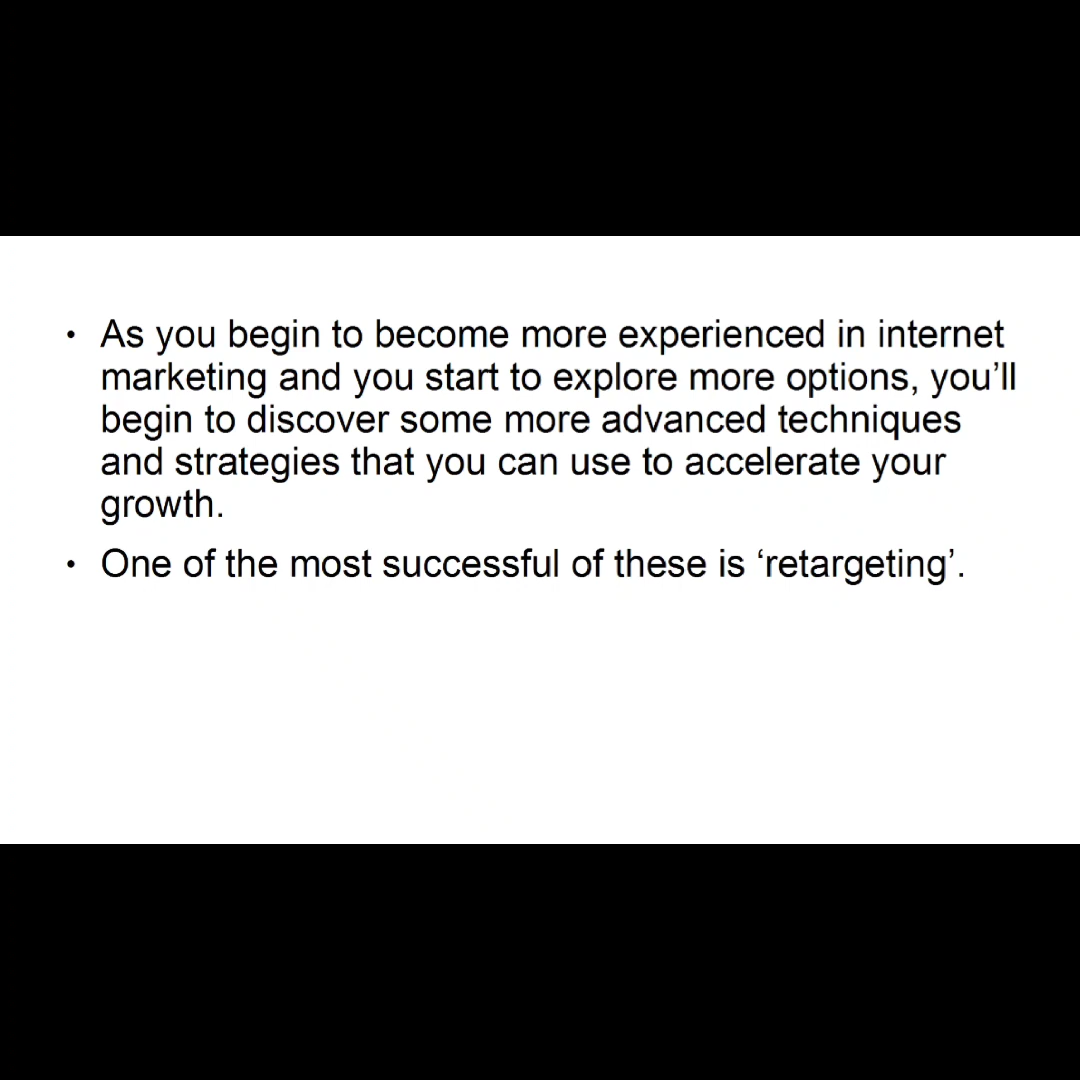 • As you begin to become more experienced in internet
marketing and you start to explore more options, you’ll
begin to discover some more advanced techniques
and strategies that you can use to accelerate your
growth.
• One of the most successful of these is ‘retargeting’.